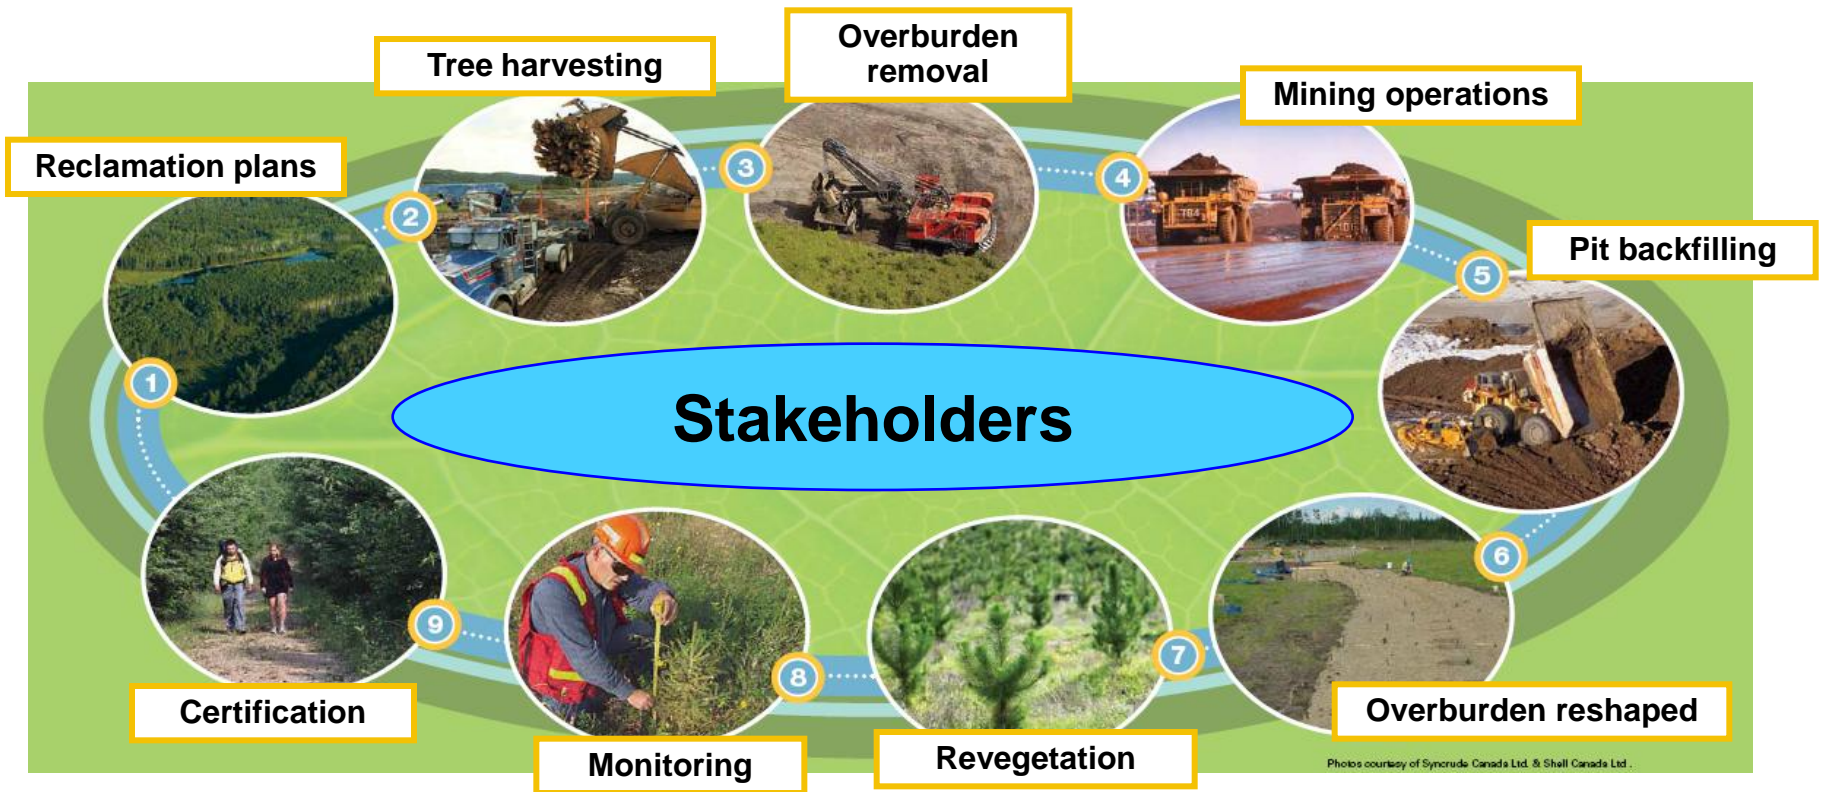 Reclamation plans
1
Tree harvesting
2
Overburden
removal
3
Mining operations
4
TB4
Pit backfilling
5
Stakeholders
Overburden reshaped
6
Revegetation
7
Monitoring
8
Certification
9
Photos courtesy of Syncrude Canada Ltd. & Shell Canada Ltd .